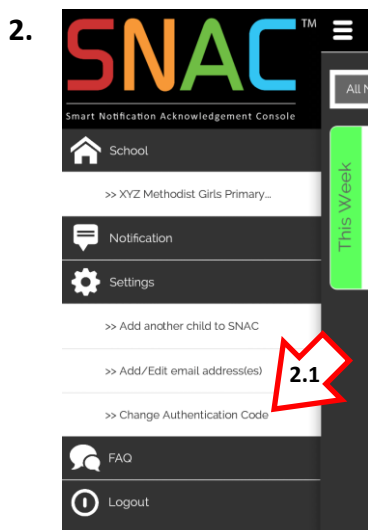 2.
SNAC™
Smart Notification Acknowledgement Console
All N
School
>> XYZ Methodist Girls Primary...
This Week
Notification
Settings
>> Add another child to SNAC
>> Add/Edit email address(es)
2.1
>> Change Authentication Code
FAQ
Logout